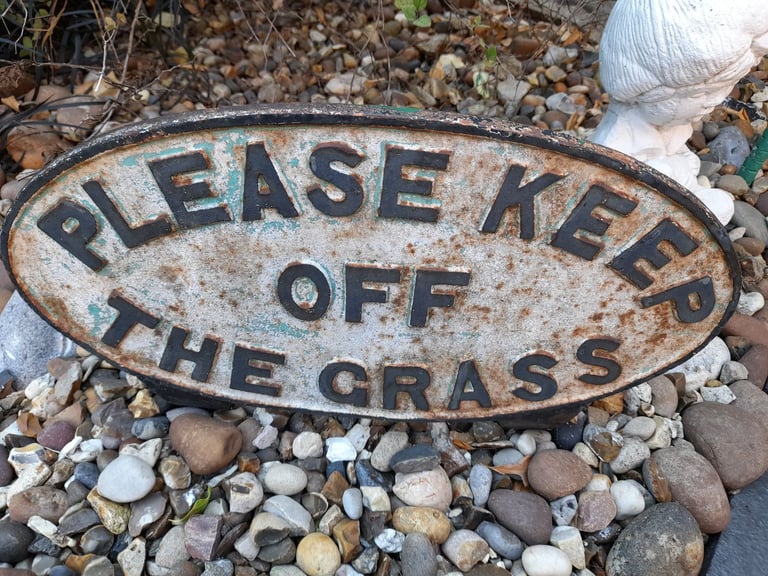 PLEASE KEEP
OFF
THE GRASS